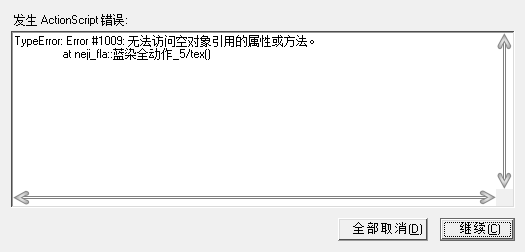 发生 ActionScript 错误:
TypeError: Error #1009: 无法访问空对象引用的属性或方法。
at neji_fla::蓝染全动作_5/tex()
全部取消(D)
继续(C)